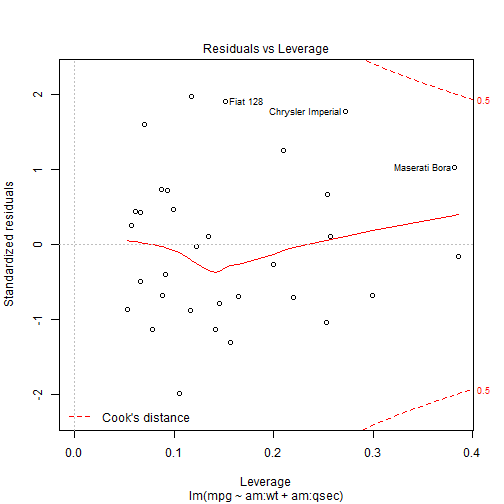 Residuals vs Leverage
Standardized residuals
2
1
0
-1
-2
Fiat 128
Chrysler Imperial
Maserati Bora
0.5
0.5
Cook's distance
0.0 0.1 0.2 0.3 0.4
Leverage
lm(mpg ~ am:wt + am:qsec)